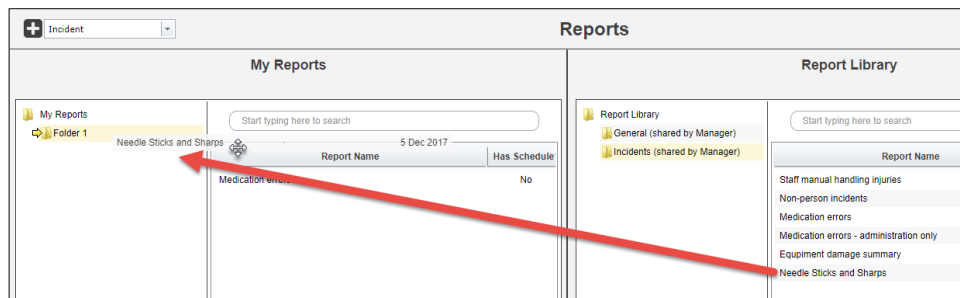 Incident
Reports
My Reports
My Reports
Folder 1
Start typing here to search
Needle Sticks and Sharps
5 Dec 2017
Report Name
Has Schedule
Medication errors
No
Report Library
Report Library
General (shared by Manager)
Incidents (shared by Manager)
Start typing here to search
Report Name
Staff manual handling injuries
Non-person incidents
Medication errors
Medication errors - administration only
Equpiment damage summary
Needle Sticks and Sharps